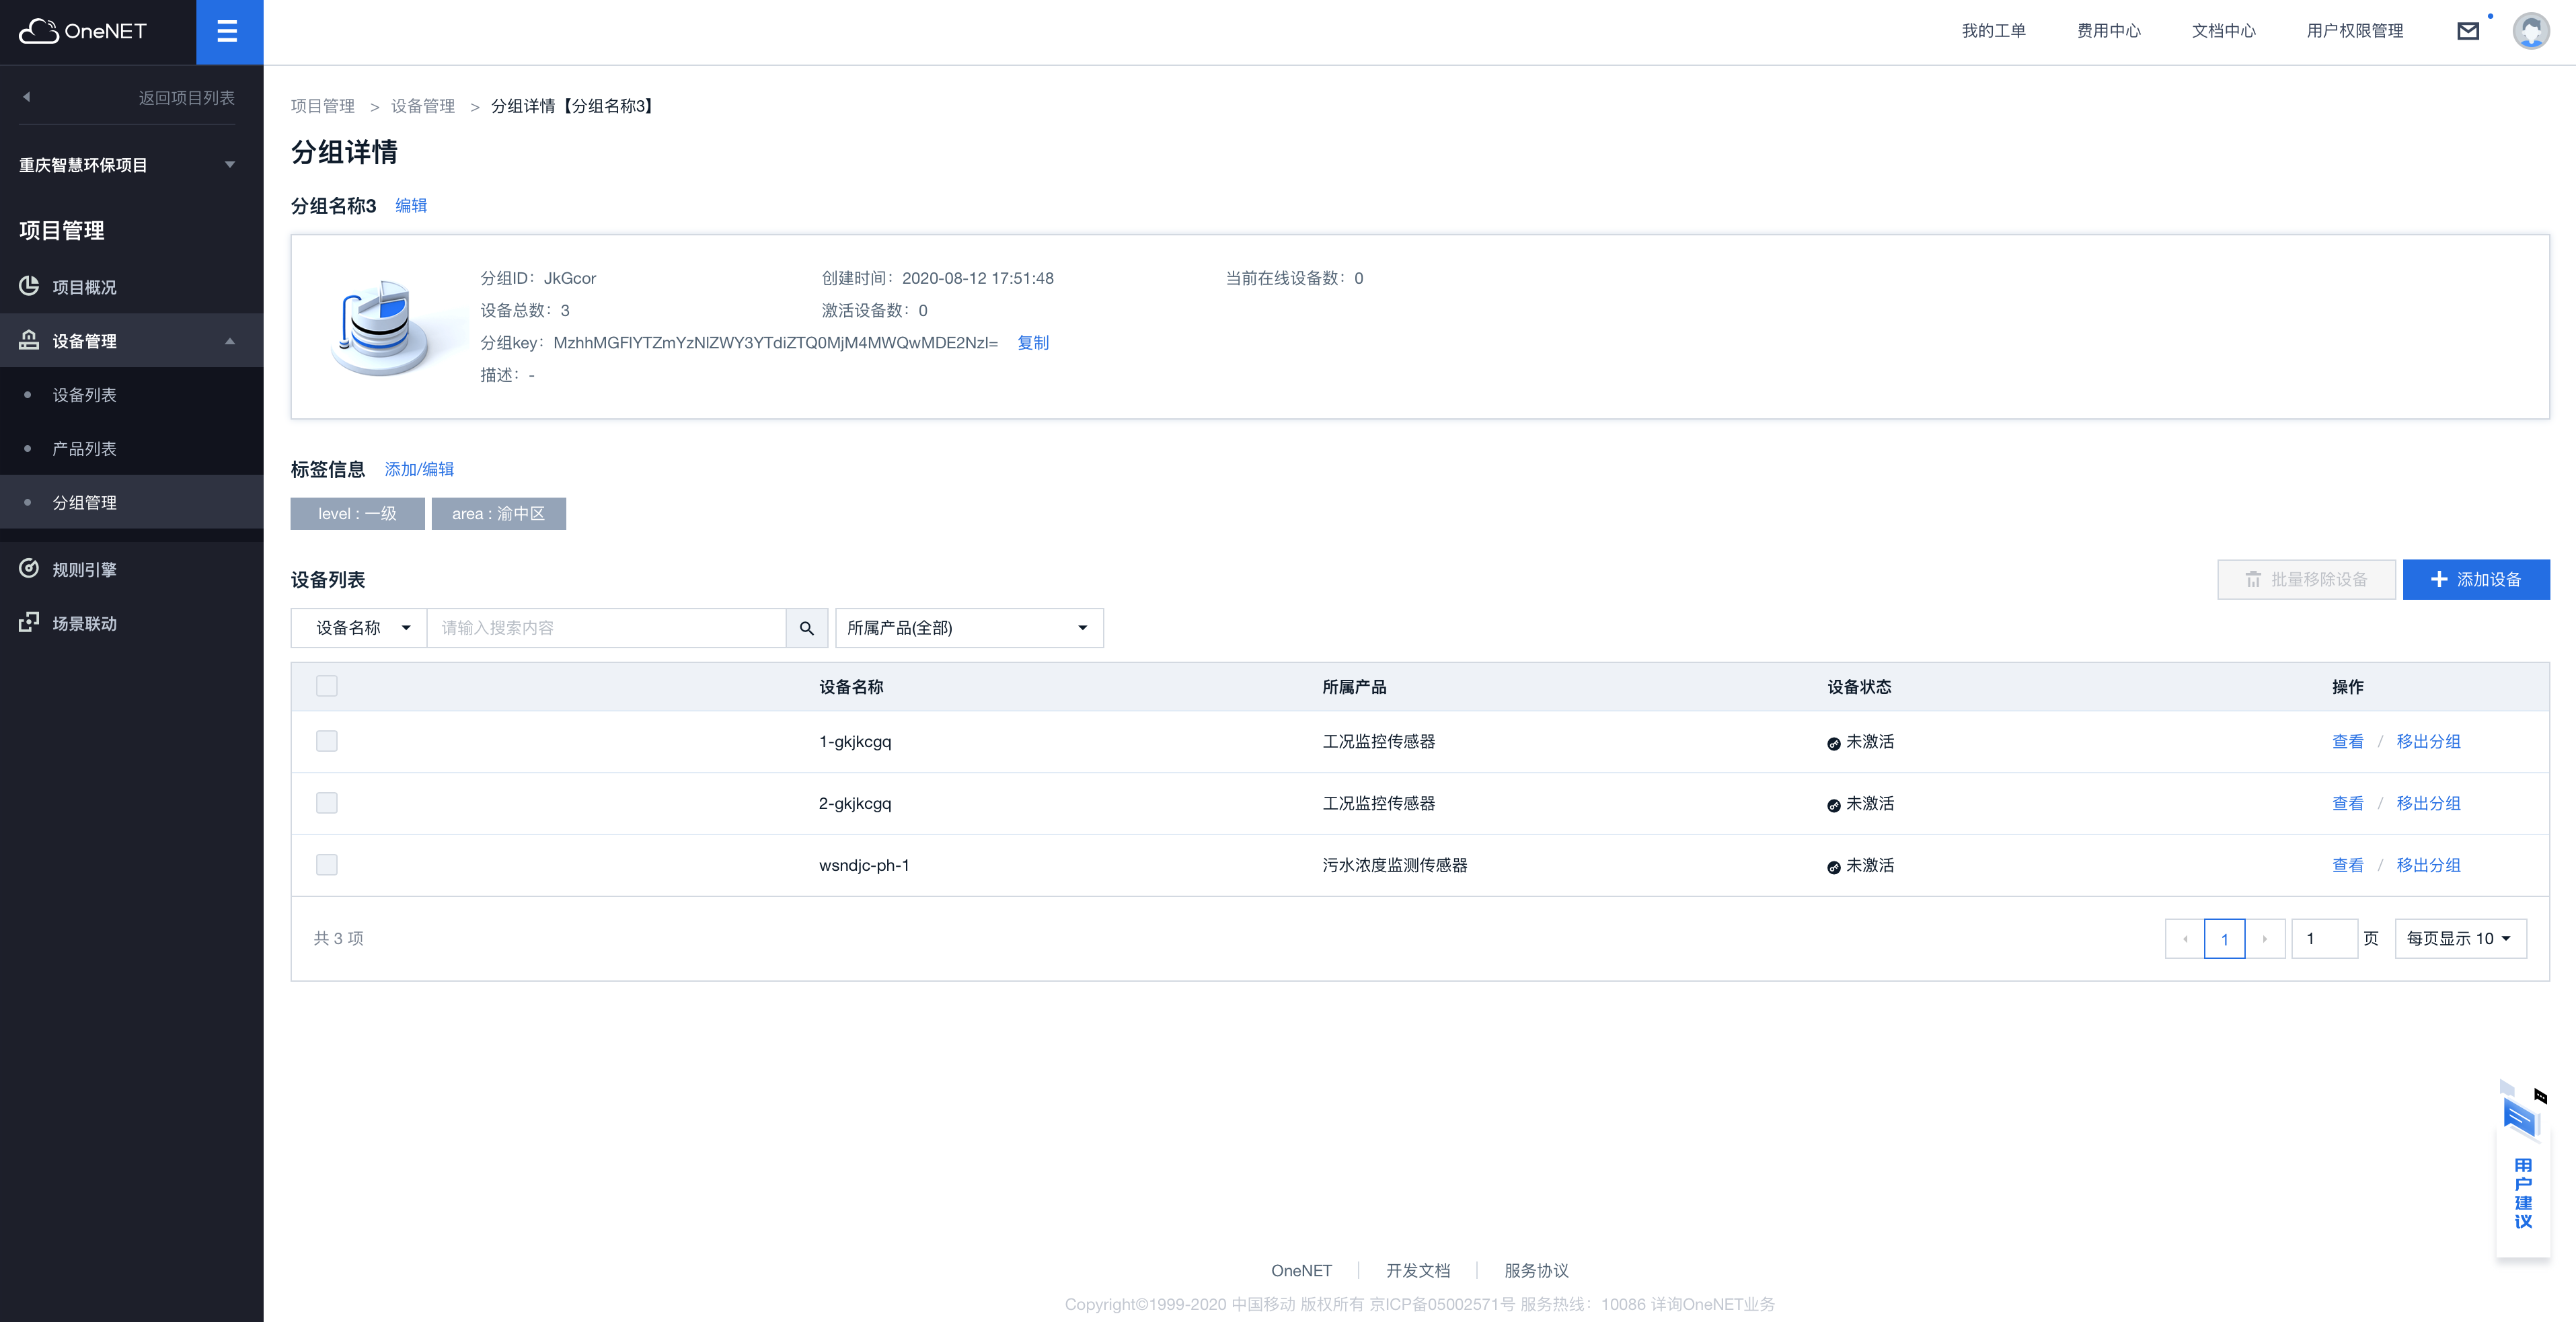 OneNET
我的工单 费用中心 文档中心 用户权限管理
返回项目列表
重庆智慧环保项目
项目管理
项目概况
设备管理
设备列表
产品列表
分组管理
规则引擎
场景联动
项目管理 > 设备管理 > 分组详情【分组名称3】
分组详情
分组名称3 编辑
分组ID：JkGcor 创建时间：2020-08-12 17:51:48 当前在线设备数：0
设备总数：3 激活设备数：0
分组key：MzhhMGFlYTZmYzNlZWY3YTdiZTQ0MjM4MWQwMDE2NzI= 复制
描述：-
标签信息 添加/编辑
level : 一级 area : 渝中区
设备列表 批量移除设备 添加设备
设备名称 请输入搜索内容 所属产品(全部)
设备名称 所属产品 设备状态 操作
1-gkjkcgq 工况监控传感器 未激活 查看 / 移出分组
2-gkjkcgq 工况监控传感器 未激活 查看 / 移出分组
wsndjc-ph-1 污水浓度监测传感器 未激活 查看 / 移出分组
共 3 项 1 1 页 每页显示 10
用户建议
OneNET 开发文档 服务协议
Copyright©1999-2020 中国移动 版权所有 京ICP备05002571号 服务热线：10086 详询OneNET业务